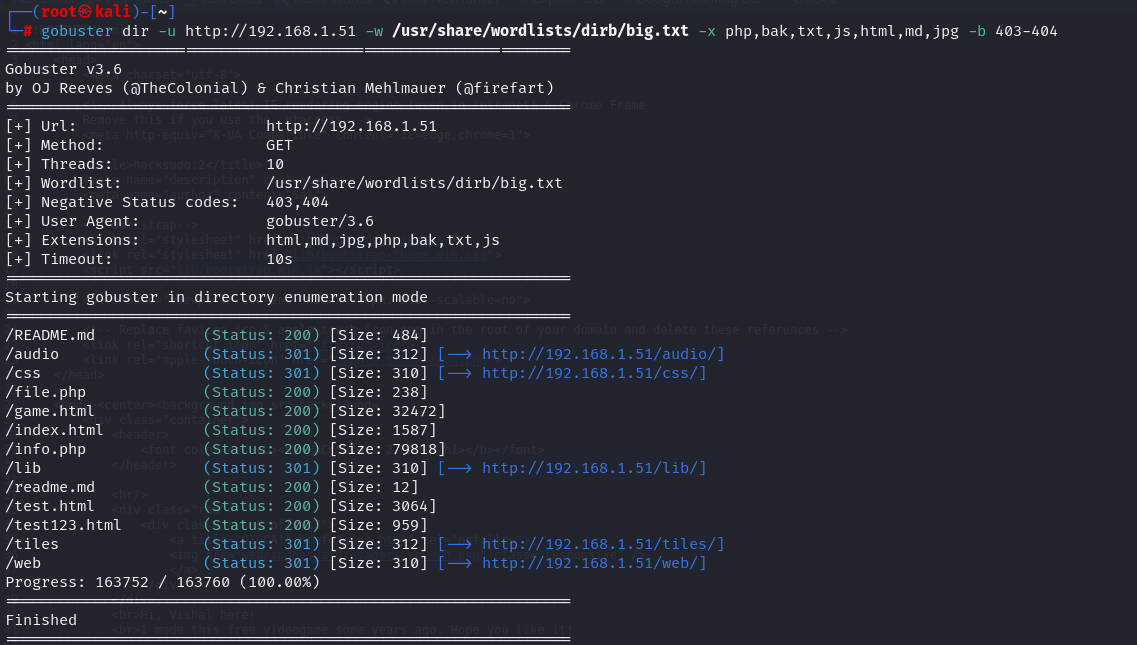 ┌──(root㉿kali)-[~]
└─# gobuster dir -u http://192.168.1.51 -w /usr/share/wordlists/dirb/big.txt -x php,bak,txt,js,html,md,jpg -b 403-404
===============================================================
Gobuster v3.6
by OJ Reeves (@TheColonial) & Christian Mehlmauer (@firefart)
===============================================================
[+] Url:                     http://192.168.1.51
[+] Method:                  GET
[+] Threads:                 10
[+] Wordlist:                /usr/share/wordlists/dirb/big.txt
[+] Negative Status codes:   403,404
[+] User Agent:              gobuster/3.6
[+] Extensions:              html,md,jpg,php,bak,txt,js
[+] Timeout:                 10s
===============================================================
Starting gobuster in directory enumeration mode
===============================================================
/README.md            (Status: 200) [Size: 484]
/audio                (Status: 301) [Size: 312] [--> http://192.168.1.51/audio/]
/css                  (Status: 301) [Size: 310] [--> http://192.168.1.51/css/]
/file.php             (Status: 200) [Size: 238]
/game.html            (Status: 200) [Size: 32472]
/index.html           (Status: 200) [Size: 1587]
/info.php             (Status: 200) [Size: 79818]
/lib                  (Status: 301) [Size: 310] [--> http://192.168.1.51/lib/]
/readme.md            (Status: 200) [Size: 12]
/test.html            (Status: 200) [Size: 3064]
/test123.html         (Status: 200) [Size: 959]
/tiles                (Status: 301) [Size: 312] [--> http://192.168.1.51/tiles/]
/web                  (Status: 301) [Size: 310] [--> http://192.168.1.51/web/]
Progress: 163752 / 163760 (100.00%)
===============================================================
Finished
===============================================================